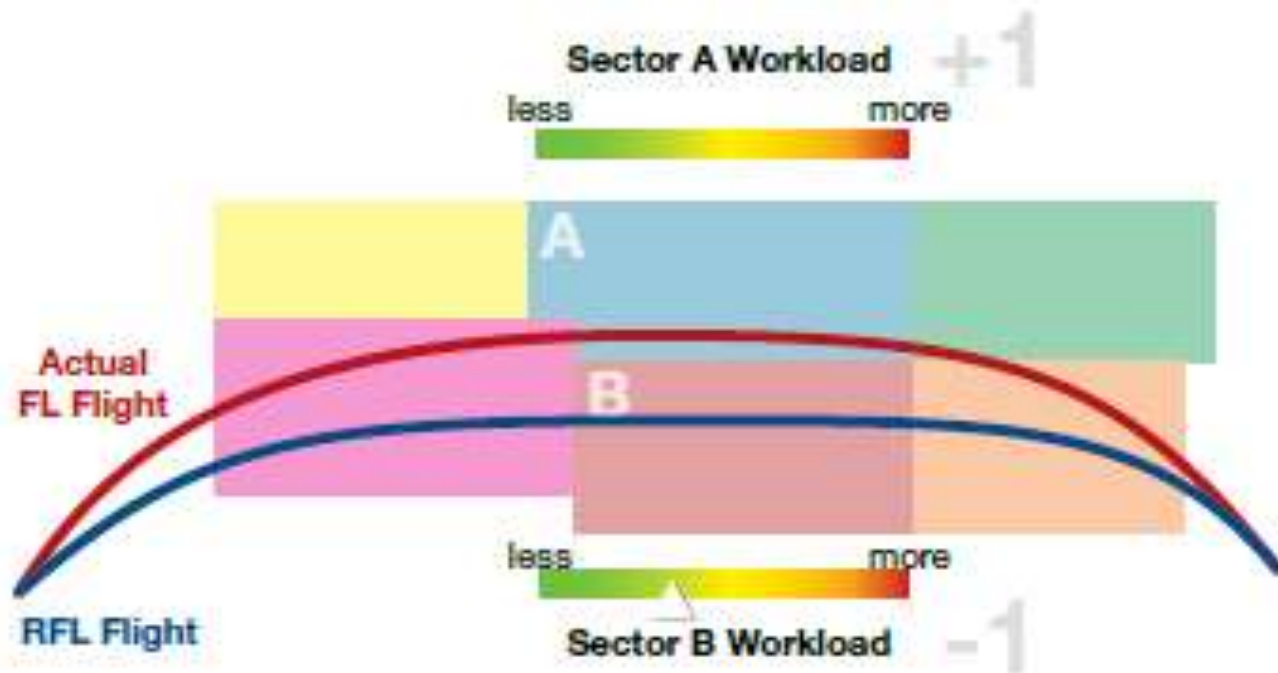 Sector A Workload +1
less more
A
Actual
FL Flight
B
less more
RFL Flight
Sector B Workload -1